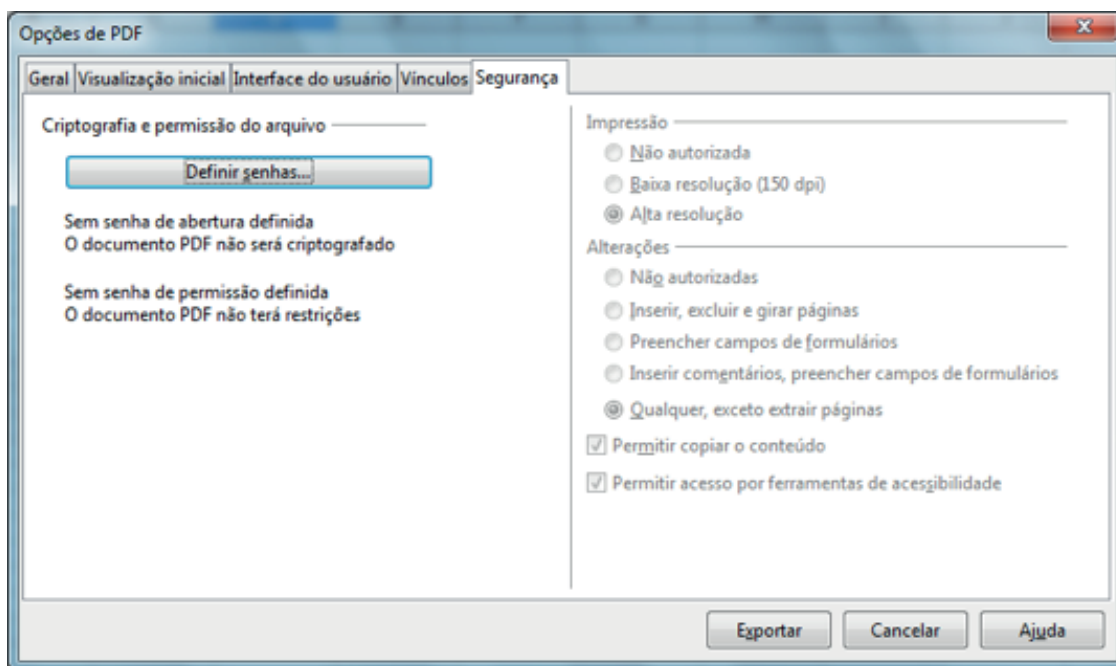 Opções de PDF
Geral Visualização inicial Interface do usuário Vínculos Segurança
Criptografia e permissão do arquivo
Definir senhas...
Sem senha de abertura definida
O documento PDF não será criptografado
Sem senha de permissão definida
O documento PDF não terá restrições
Impressão
Não autorizada
Baixa resolução (150 dpi)
Alta resolução
Alterações
Não autorizadas
Inserir, excluir e girar páginas
Preencher campos de formulários
Inserir comentários, preencher campos de formulários
Qualquer, exceto extrair páginas
Permitir copiar o conteúdo
Permitir acesso por ferramentas de acessibilidade
Exportar Cancelar Ajuda